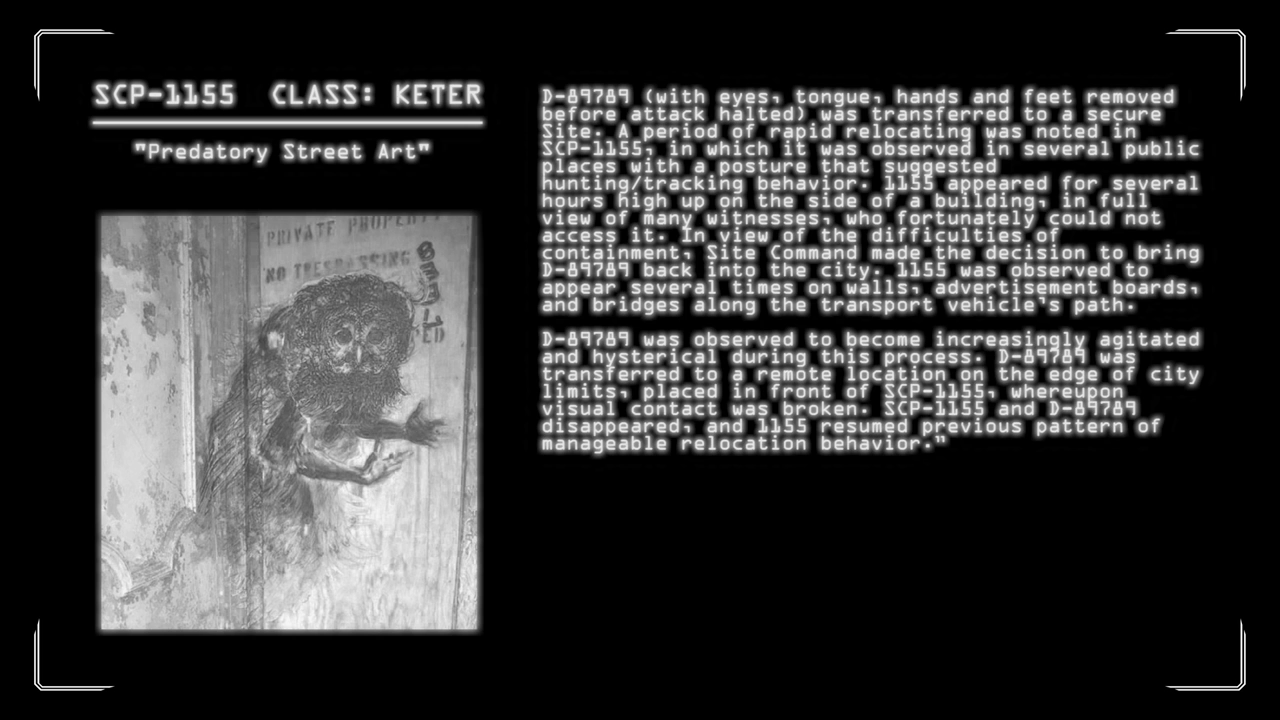 SCP-1155 CLASS: KETER
"Predatory Street Art"
PRIVATE PROPERTY
NO TRESPASSING
D-89789 (with eyes, tongue, hands and feet removed
before attack halted) was transferred to a secure
Site. A period of rapid relocating was noted in
SCP-1155, in which it was observed in several public
places with a posture that suggested
hunting/tracking behavior. 1155 appeared for several
hours high up on the side of a building, in full
view of many witnesses, who fortunately could not
access it. In view of the difficulties of
containment, Site Command made the decision to bring
D-89789 back into the city. 1155 was observed to
appear several times on walls, advertisement boards,
and bridges along the transport vehicle's path.
D-89789 was observed to become increasingly agitated
and hysterical during this process. D-89789 was
transferred to a remote location on the edge of city
limits, placed in front of SCP-1155, whereupon
visual contact was broken. SCP-1155 and D-89789
disappeared, and 1155 resumed previous pattern of
manageable relocation behavior."